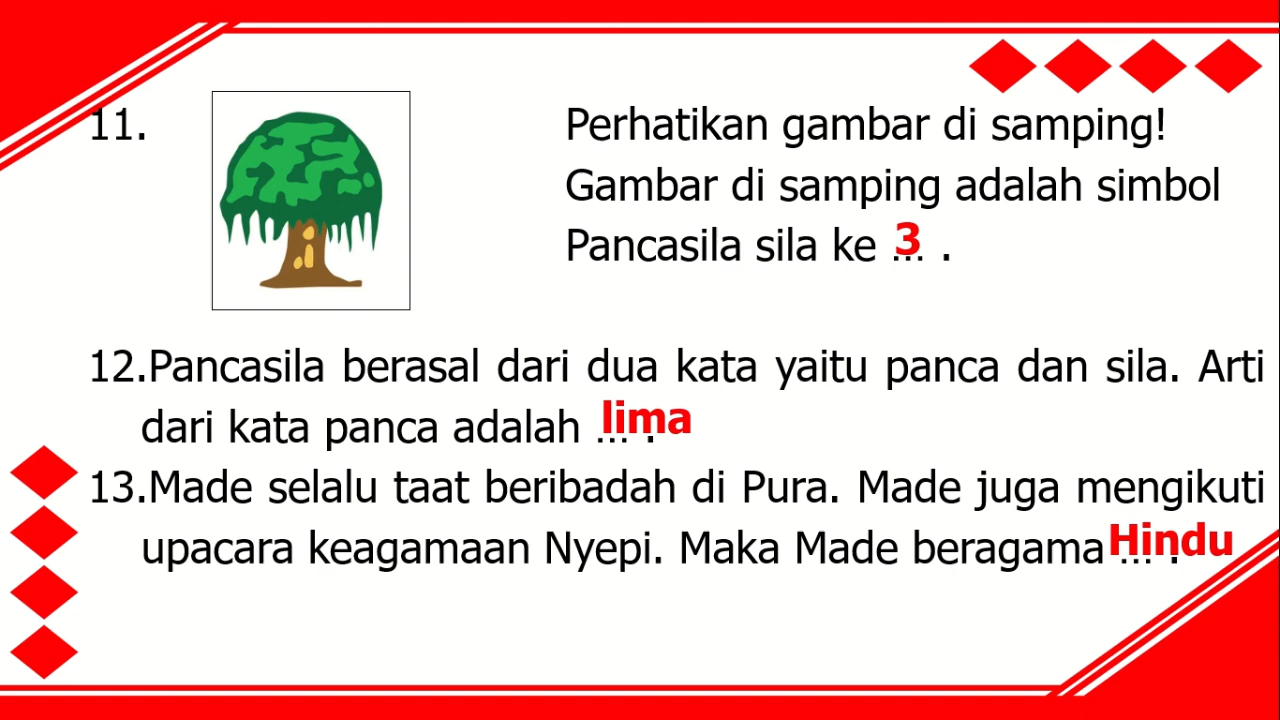 11. Perhatikan gambar di samping!
Gambar di samping adalah simbol
Pancasila sila ke ... . 3
12.Pancasila berasal dari dua kata yaitu panca dan sila. Arti
dari kata panca adalah ... . lima
13.Made selalu taat beribadah di Pura. Made juga mengikuti
upacara keagamaan Nyepi. Maka Made beragama ... . Hindu